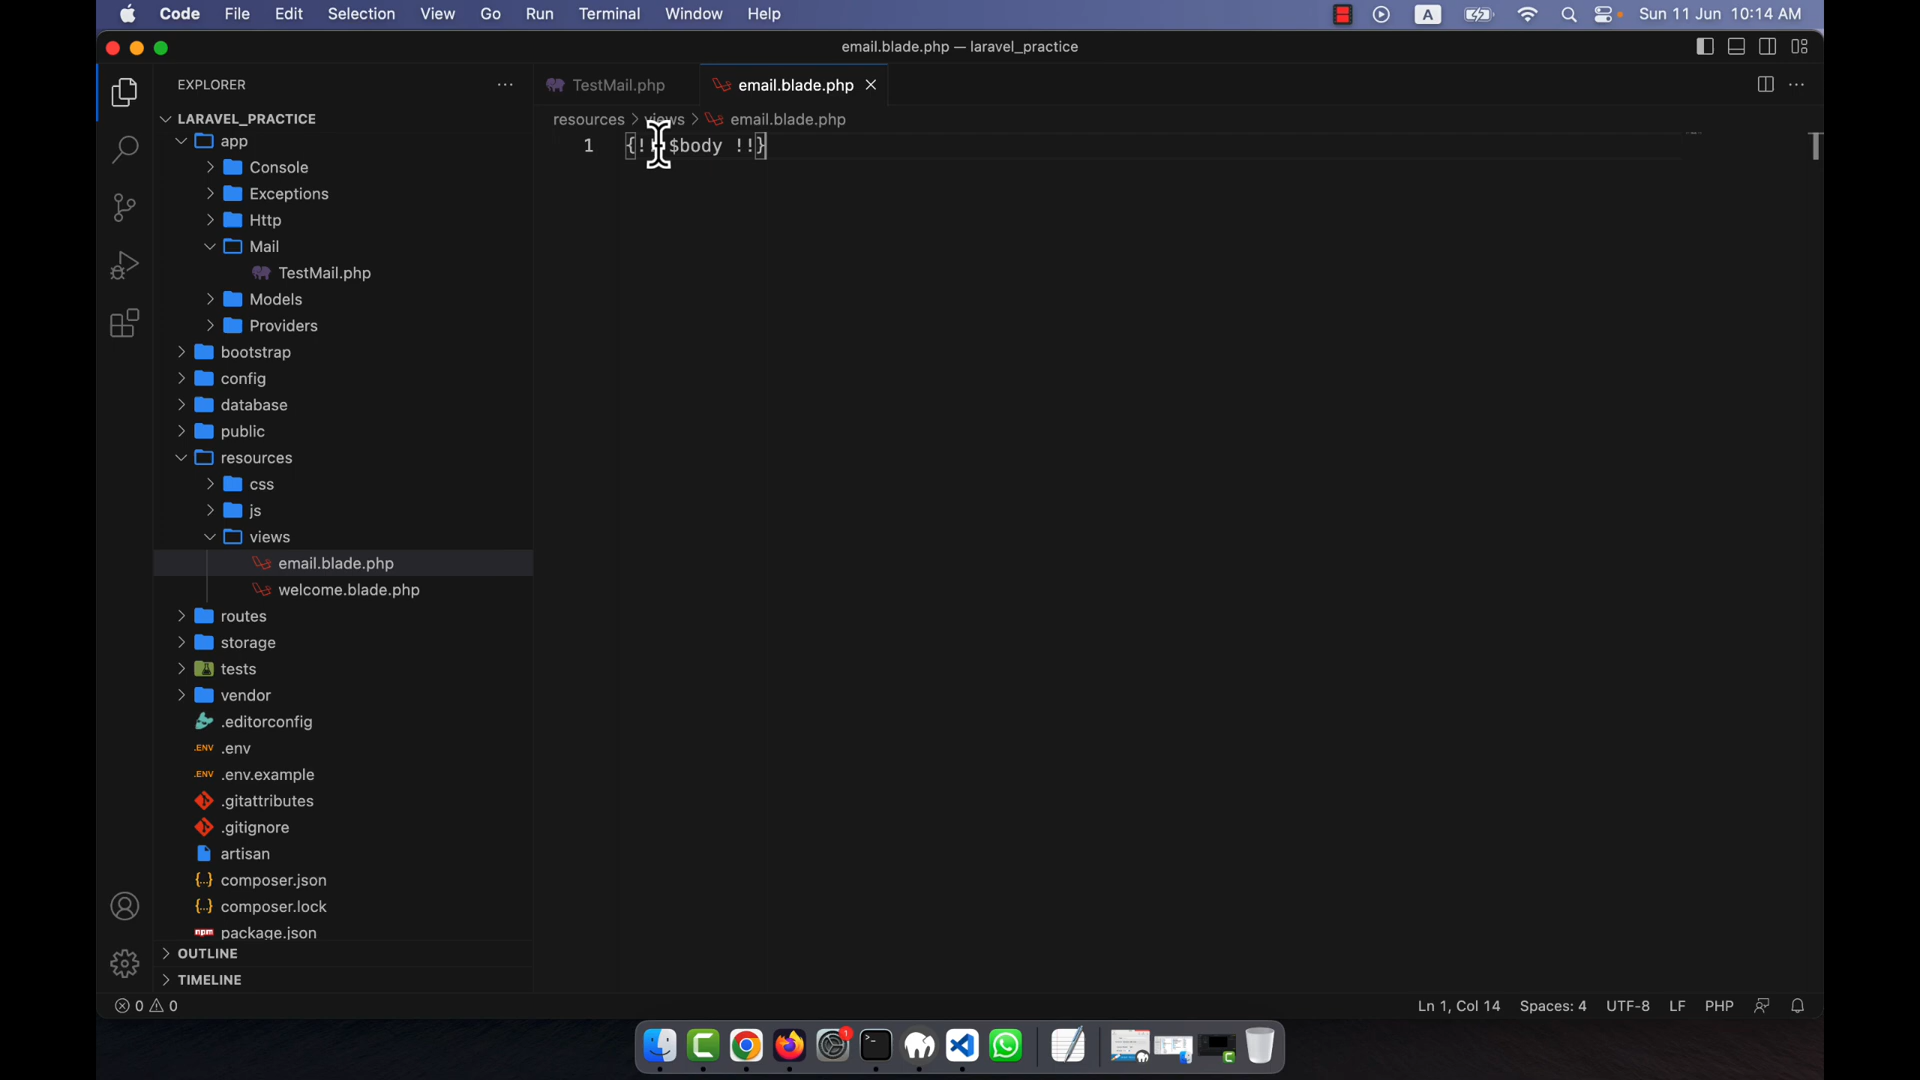 Code File Edit Selection View Go Run Terminal Window Help A 1 Sun 11 Jun 10:14 AM
email.blade.php — laravel_practice
EXPLORER
TestMail.php
email.blade.php
resources > views > email.blade.php
LARAVEL_PRACTICE
1 {!! $body !!}
app
Console
Exceptions
Http
Mail
TestMail.php
Models
Providers
bootstrap
config
database
public
resources
css
js
views
email.blade.php
welcome.blade.php
routes
storage
tests
vendor
.editorconfig
.ENV .env
.ENV .env.example
.gitattributes
.gitignore
artisan
{..} composer.json
{..} composer.lock
npm package.json
OUTLINE
TIMELINE
0 0
Ln 1, Col 14 Spaces: 4 UTF-8 LF PHP